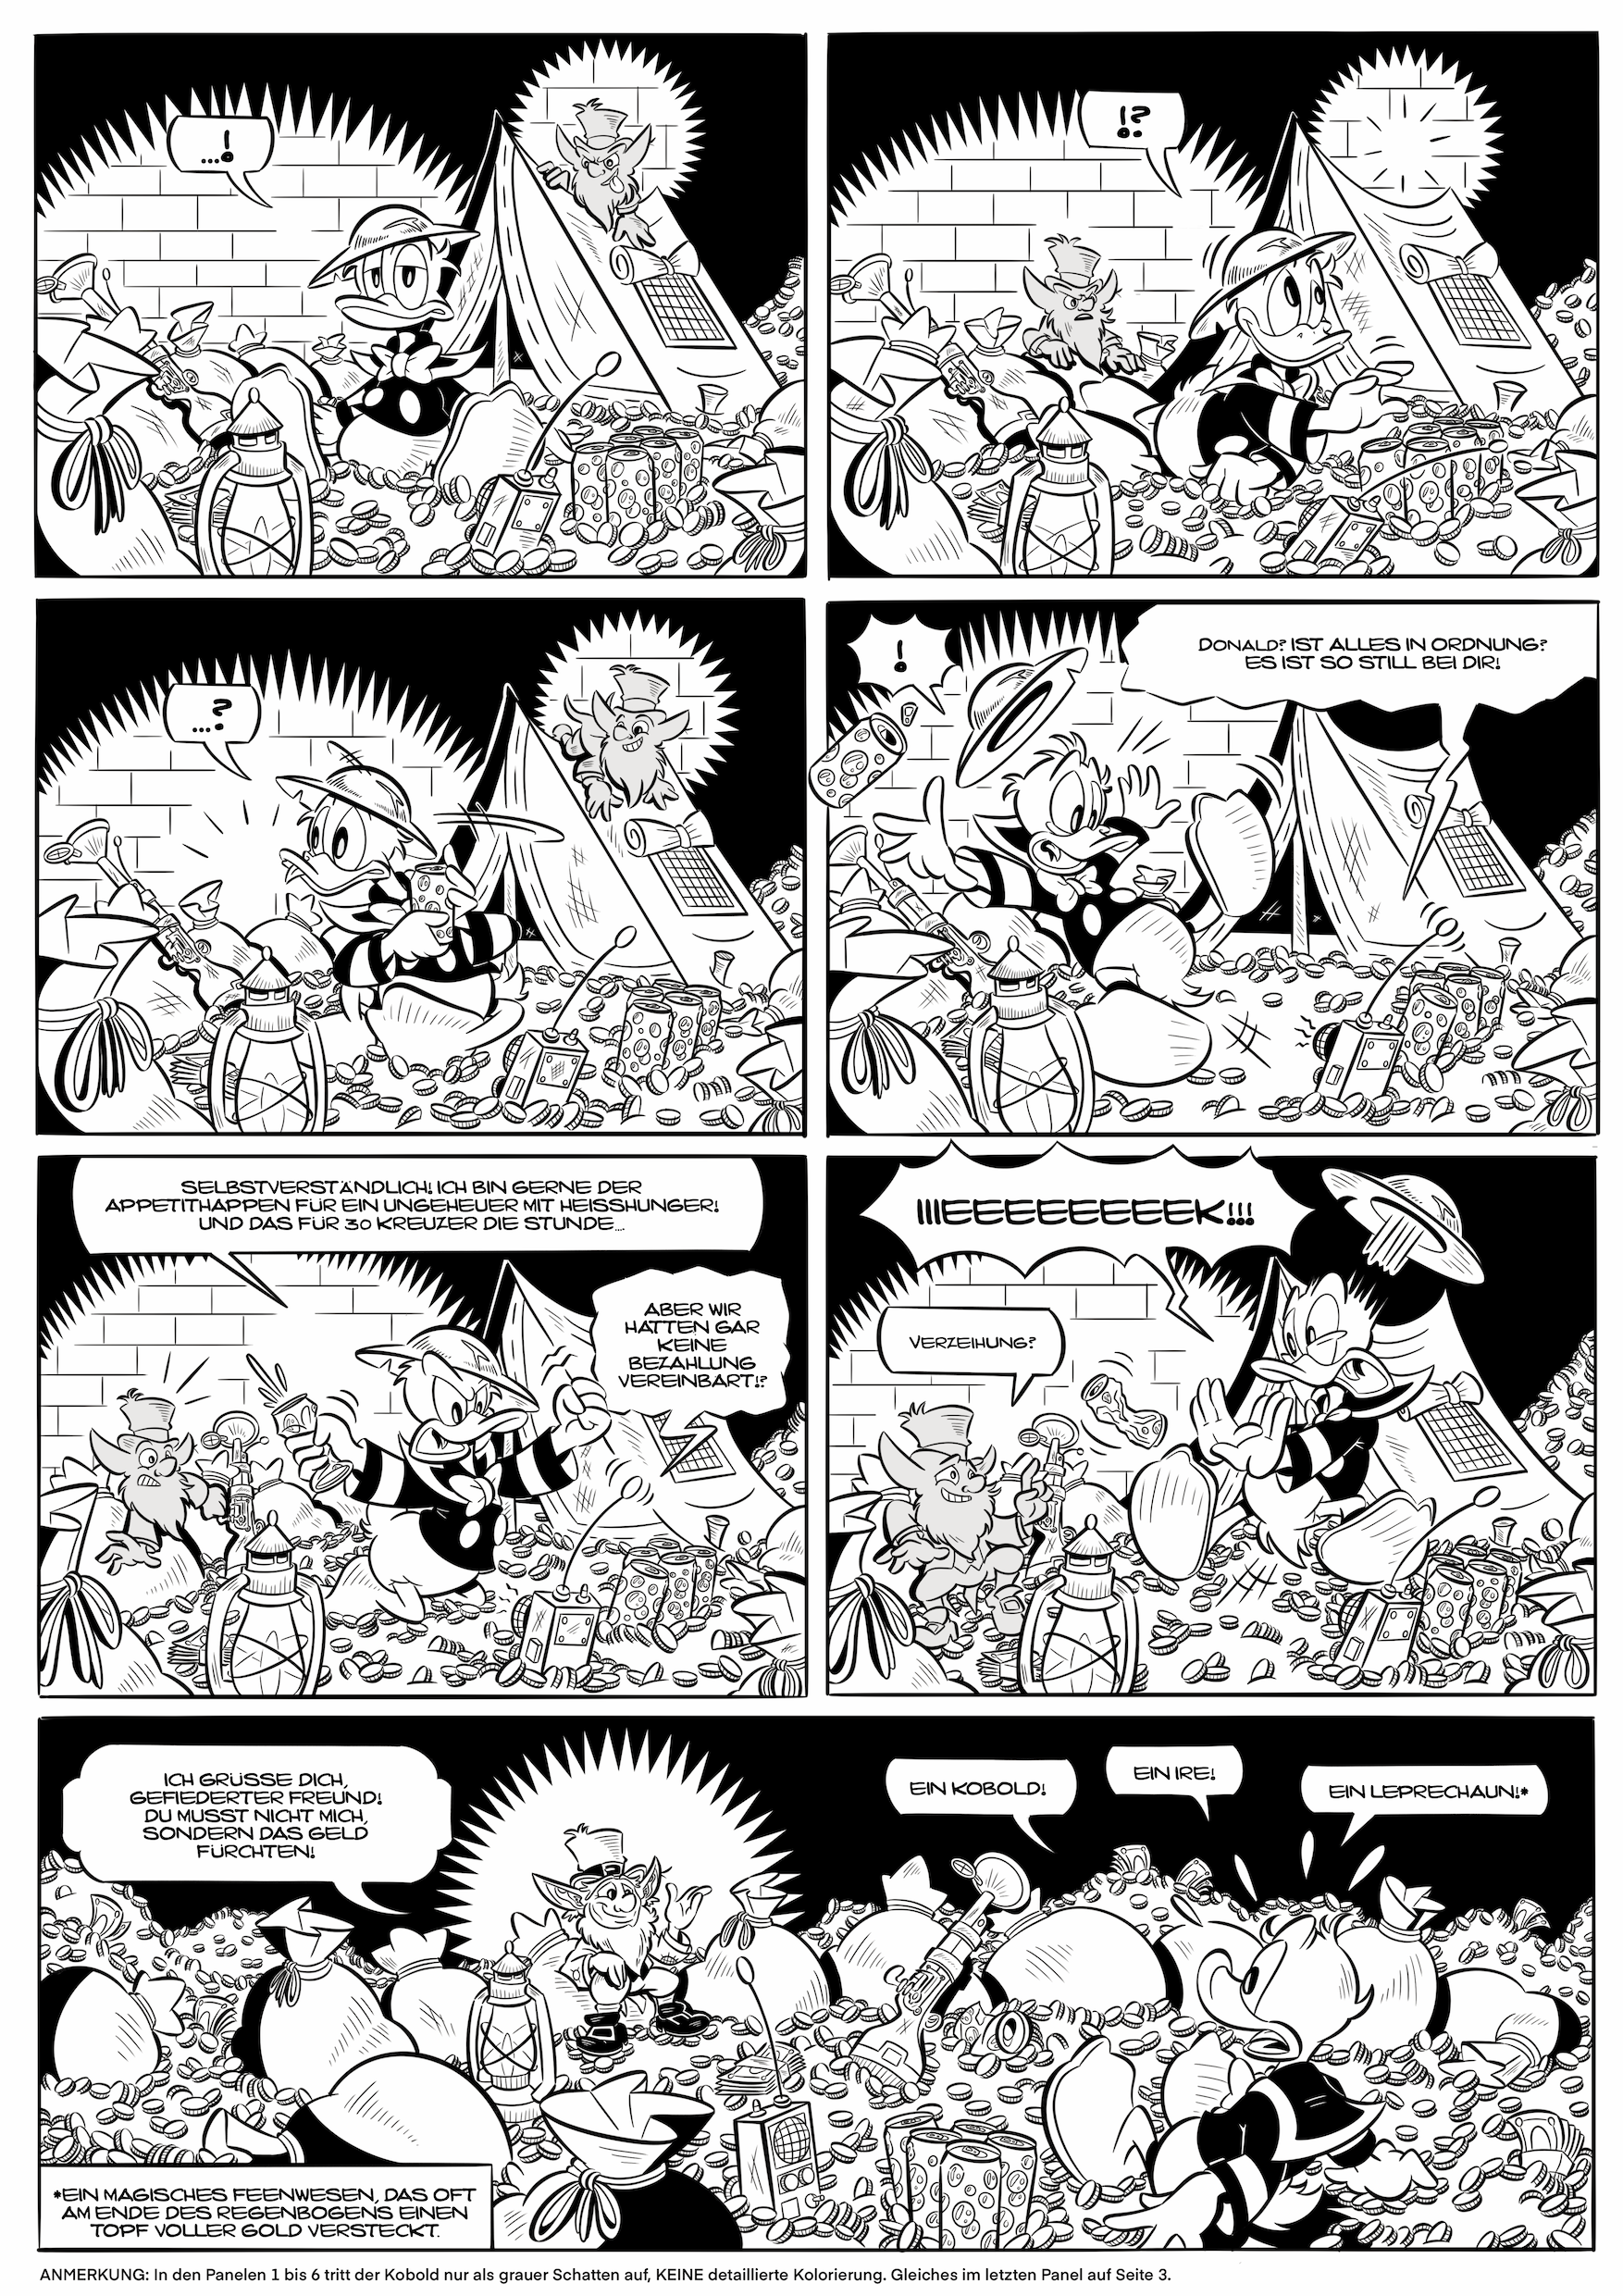 ...!
!?
...?
!
DONALD? IST ALLES IN ORDNUNG?
ES IST SO STILL BEI DIR!
SELBSTVERSTÄNDLICH! ICH BIN GERNE DER
APPETITHAPPEN FÜR EIN UNGEHEUER MIT HEISSHUNGER!
UND DAS FÜR 30 KREUZER DIE STUNDE...
ABER WIR
HATTEN GAR
KEINE
BEZAHLUNG
VEREINBART!?
IIIEEEEEEEEEK!!!
VERZEIHUNG?
ICH GRÜSSE DICH,
GEFIEDERTER FREUND!
DU MUSST NICHT MICH,
SONDERN DAS GELD
FÜRCHTEN!
EIN KOBOLD!
EIN IRE!
EIN LEPRECHAUN!*
*EIN MAGISCHES FEENWESEN, DAS OFT
AM ENDE DES REGENBOGENS EINEN
TOPF VOLLER GOLD VERSTECKT.
ANMERKUNG: In den Panelen 1 bis 6 tritt der Kobold nur als grauer Schatten auf, KEINE detaillierte Kolorierung. Gleiches im letzten Panel auf Seite 3.